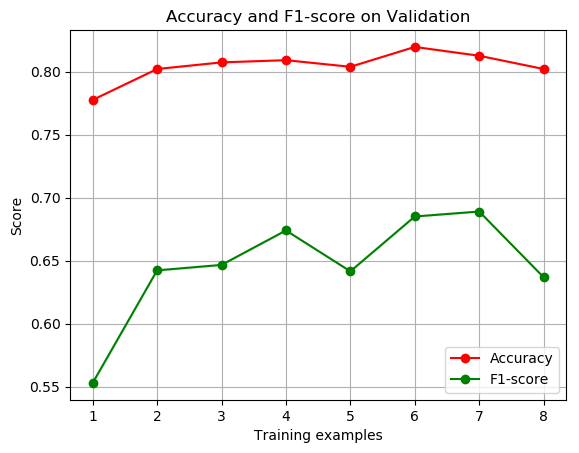 Accuracy and F1-score on Validation
Score
0.80
0.75
0.70
0.65
0.60
0.55
Accuracy
F1-score
1 2 3 4 5 6 7 8
Training examples